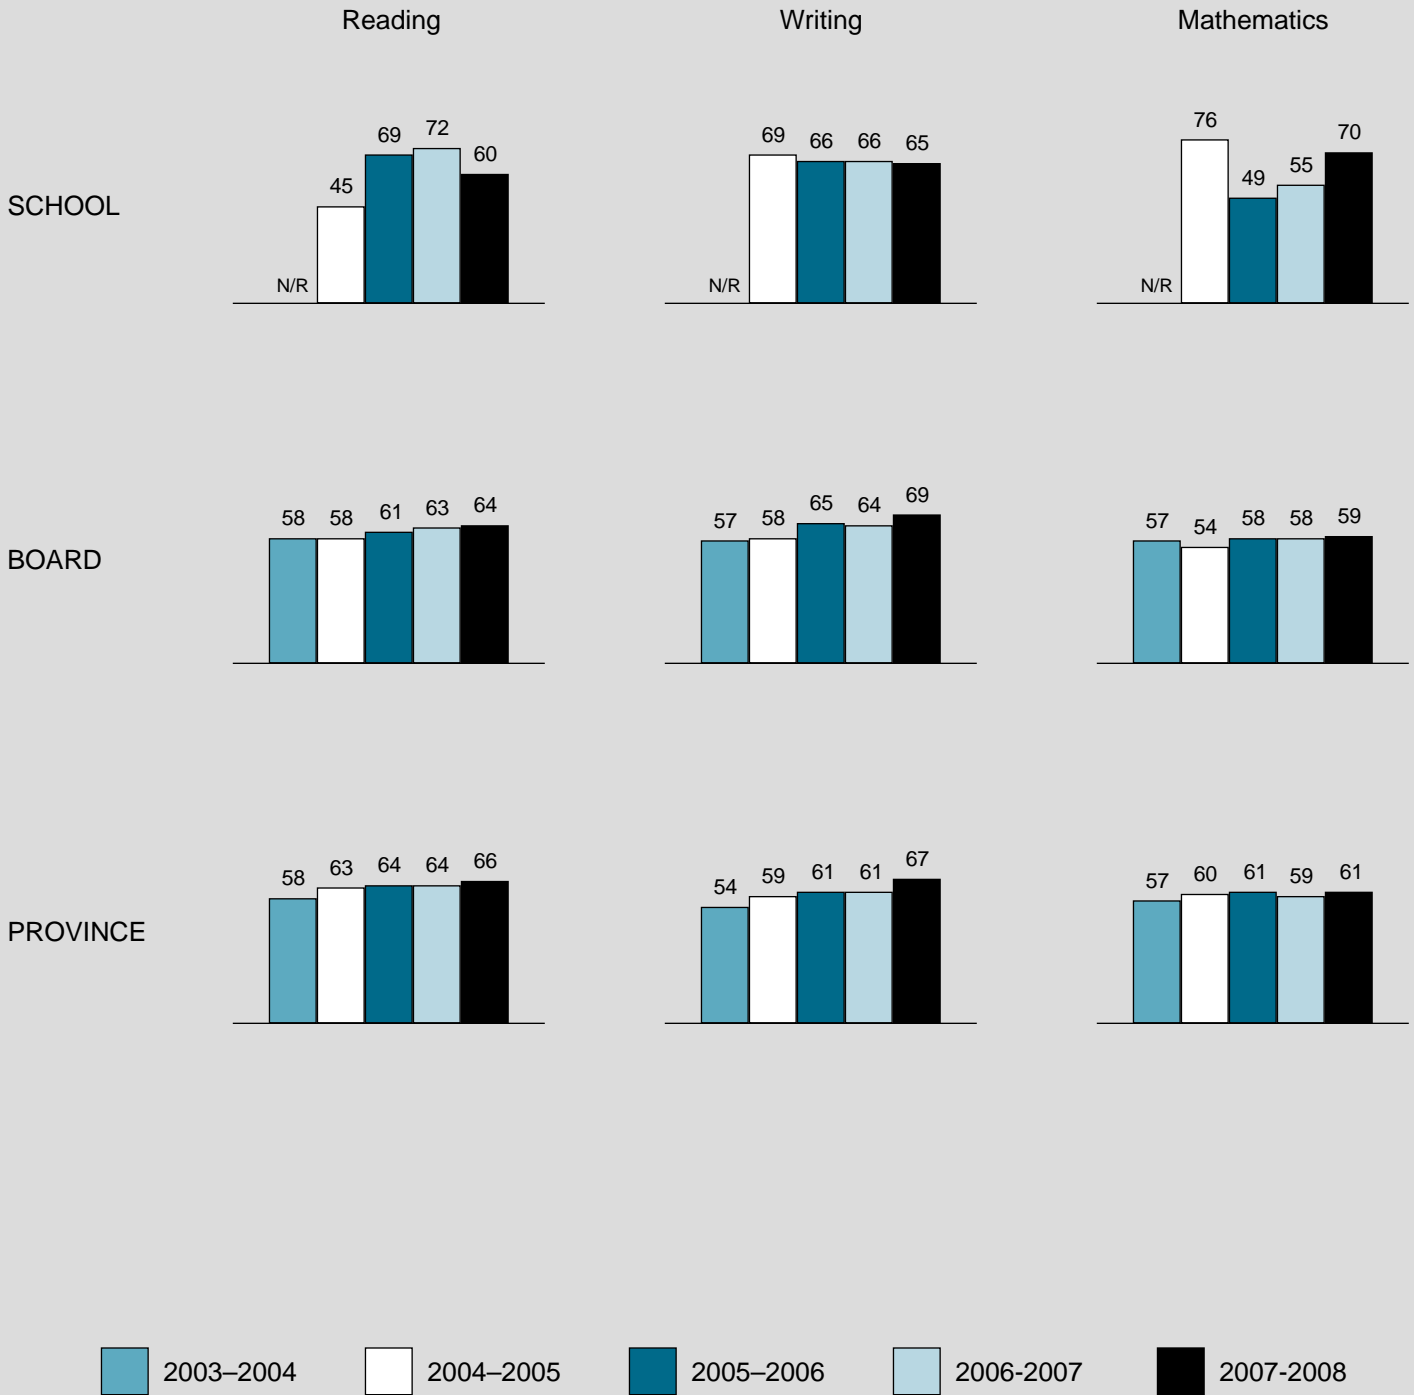 Reading Writing Mathematics
SCHOOL
N/R 45 69 72 60
N/R 69 66 66 65
N/R 76 49 55 70
BOARD
58 58 61 63 64
57 58 65 64 69
57 54 58 58 59
PROVINCE
58 63 64 64 66
54 59 61 61 67
57 60 61 59 61
2003–2004 2004–2005 2005–2006 2006-2007 2007-2008